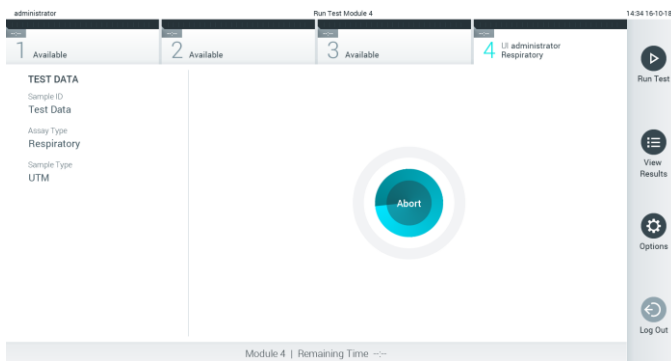 administrator
Run Test Module 4
14:34 16-10-18
--:--
1 Available
--:--
2 Available
--:--
3 Available
--:--
4 UI administrator
Respiratory
TEST DATA
Sample ID
Test Data
Assay Type
Respiratory
Sample Type
UTM
Abort
Run Test
View
Results
Options
Log Out
Module 4 | Remaining Time --:--